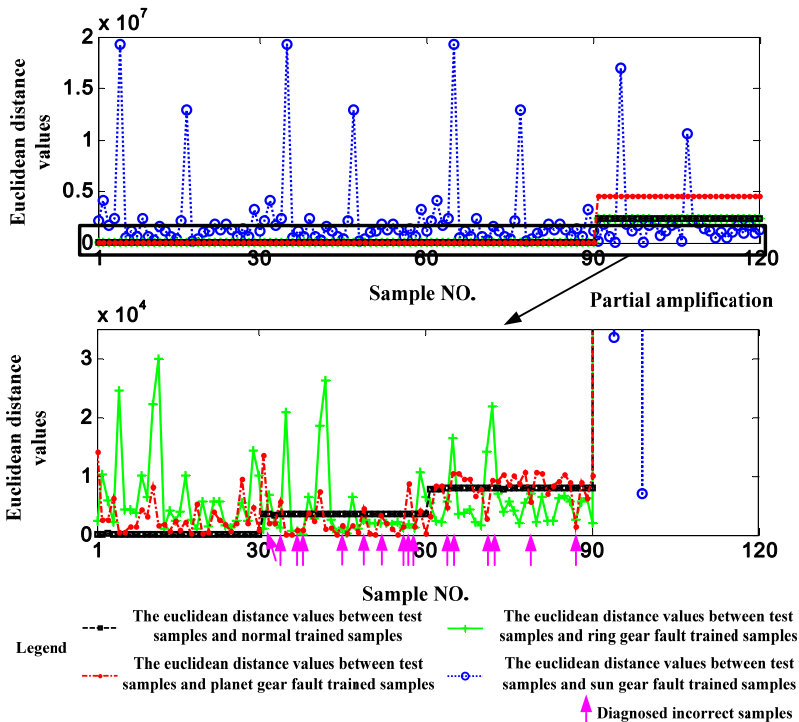 x 10⁷
2
1.5
1
0.5
0
Euclidean distance
values
1
30
60
90
120
Sample NO.
Partial amplification
x 10⁴
3
2
1
0
Euclidean distance
values
1
30
60
90
120
Sample NO.
Legend
The euclidean distance values between test
samples and normal trained samples
The euclidean distance values between test
samples and ring gear fault trained samples
The euclidean distance values between test
samples and planet gear fault trained samples
The euclidean distance values between test
samples and sun gear fault trained samples
Diagnosed incorrect samples